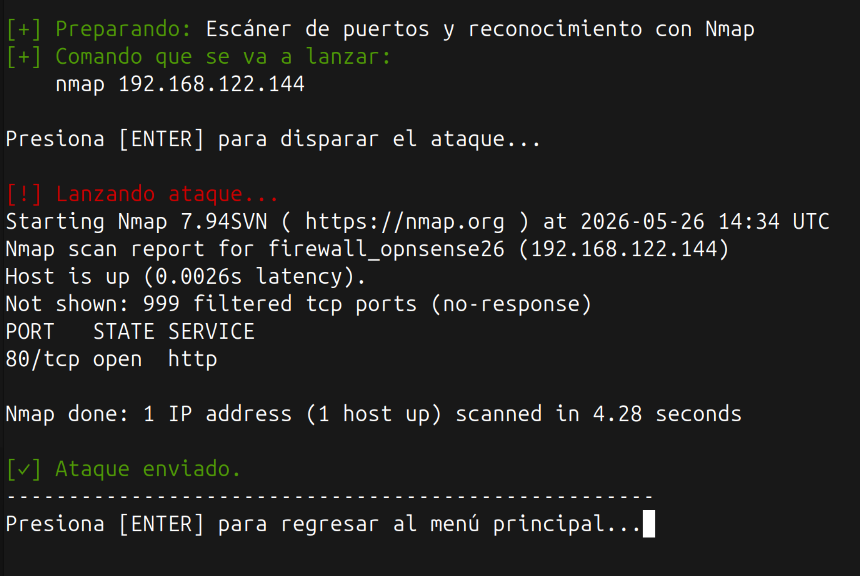 [+] Preparando: Escáner de puertos y reconocimiento con Nmap
[+] Comando que se va a lanzar:
    nmap 192.168.122.144
Presiona [ENTER] para disparar el ataque...
[!] Lanzando ataque...
Starting Nmap 7.94SVN ( https://nmap.org ) at 2026-05-26 14:34 UTC
Nmap scan report for firewall_opnsense26 (192.168.122.144)
Host is up (0.0026s latency).
Not shown: 999 filtered tcp ports (no-response)
PORT   STATE SERVICE
80/tcp open  http
Nmap done: 1 IP address (1 host up) scanned in 4.28 seconds
[✓] Ataque enviado.
----------------------------------------------------
Presiona [ENTER] para regresar al menú principal...